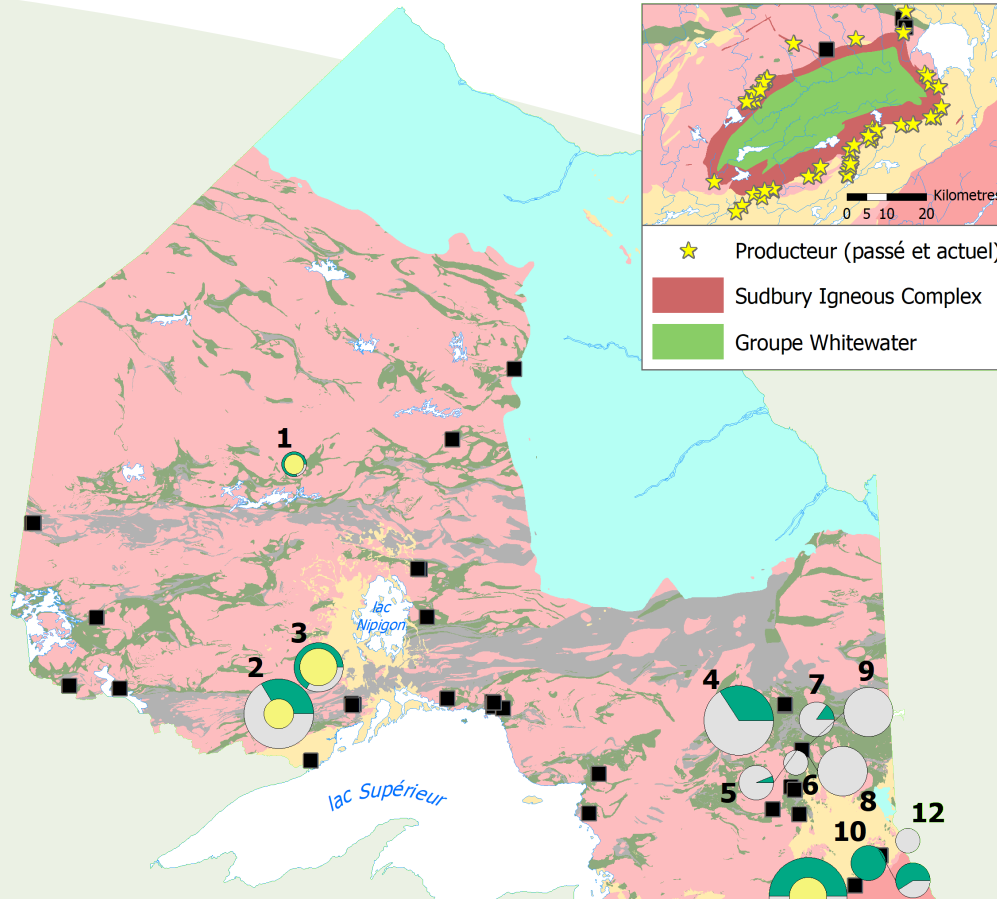 Kilometres
0 5 10 20
Producteur (passé et actuel)
Sudbury Igneous Complex
Groupe Whitewater
1
lac
Nipigon
3
2
4
7
9
5
6
8
lac Supérieur
12
10